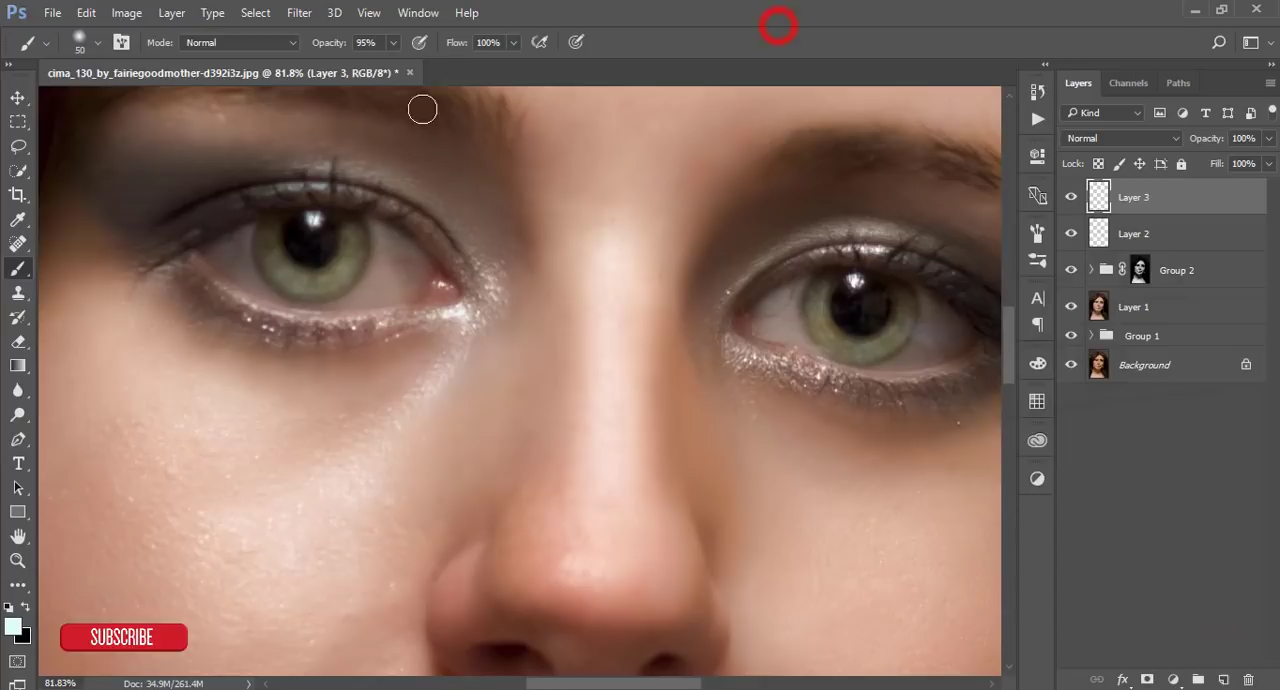 Ps File Edit Image Layer Type Select Filter 3D View Window Help
50 Mode: Normal Opacity: 95% Flow: 100%
cima_130_by_fairiegoodmother-d392i3z.jpg @ 81.8% (Layer 3, RGB/8*) *
Layers Channels Paths
Kind
Normal Opacity: 100%
Lock: Fill: 100%
Layer 3
Layer 2
Group 2
Layer 1
Group 1
Background
SUBSCRIBE
81.83% Doc: 34.9M/261.4M